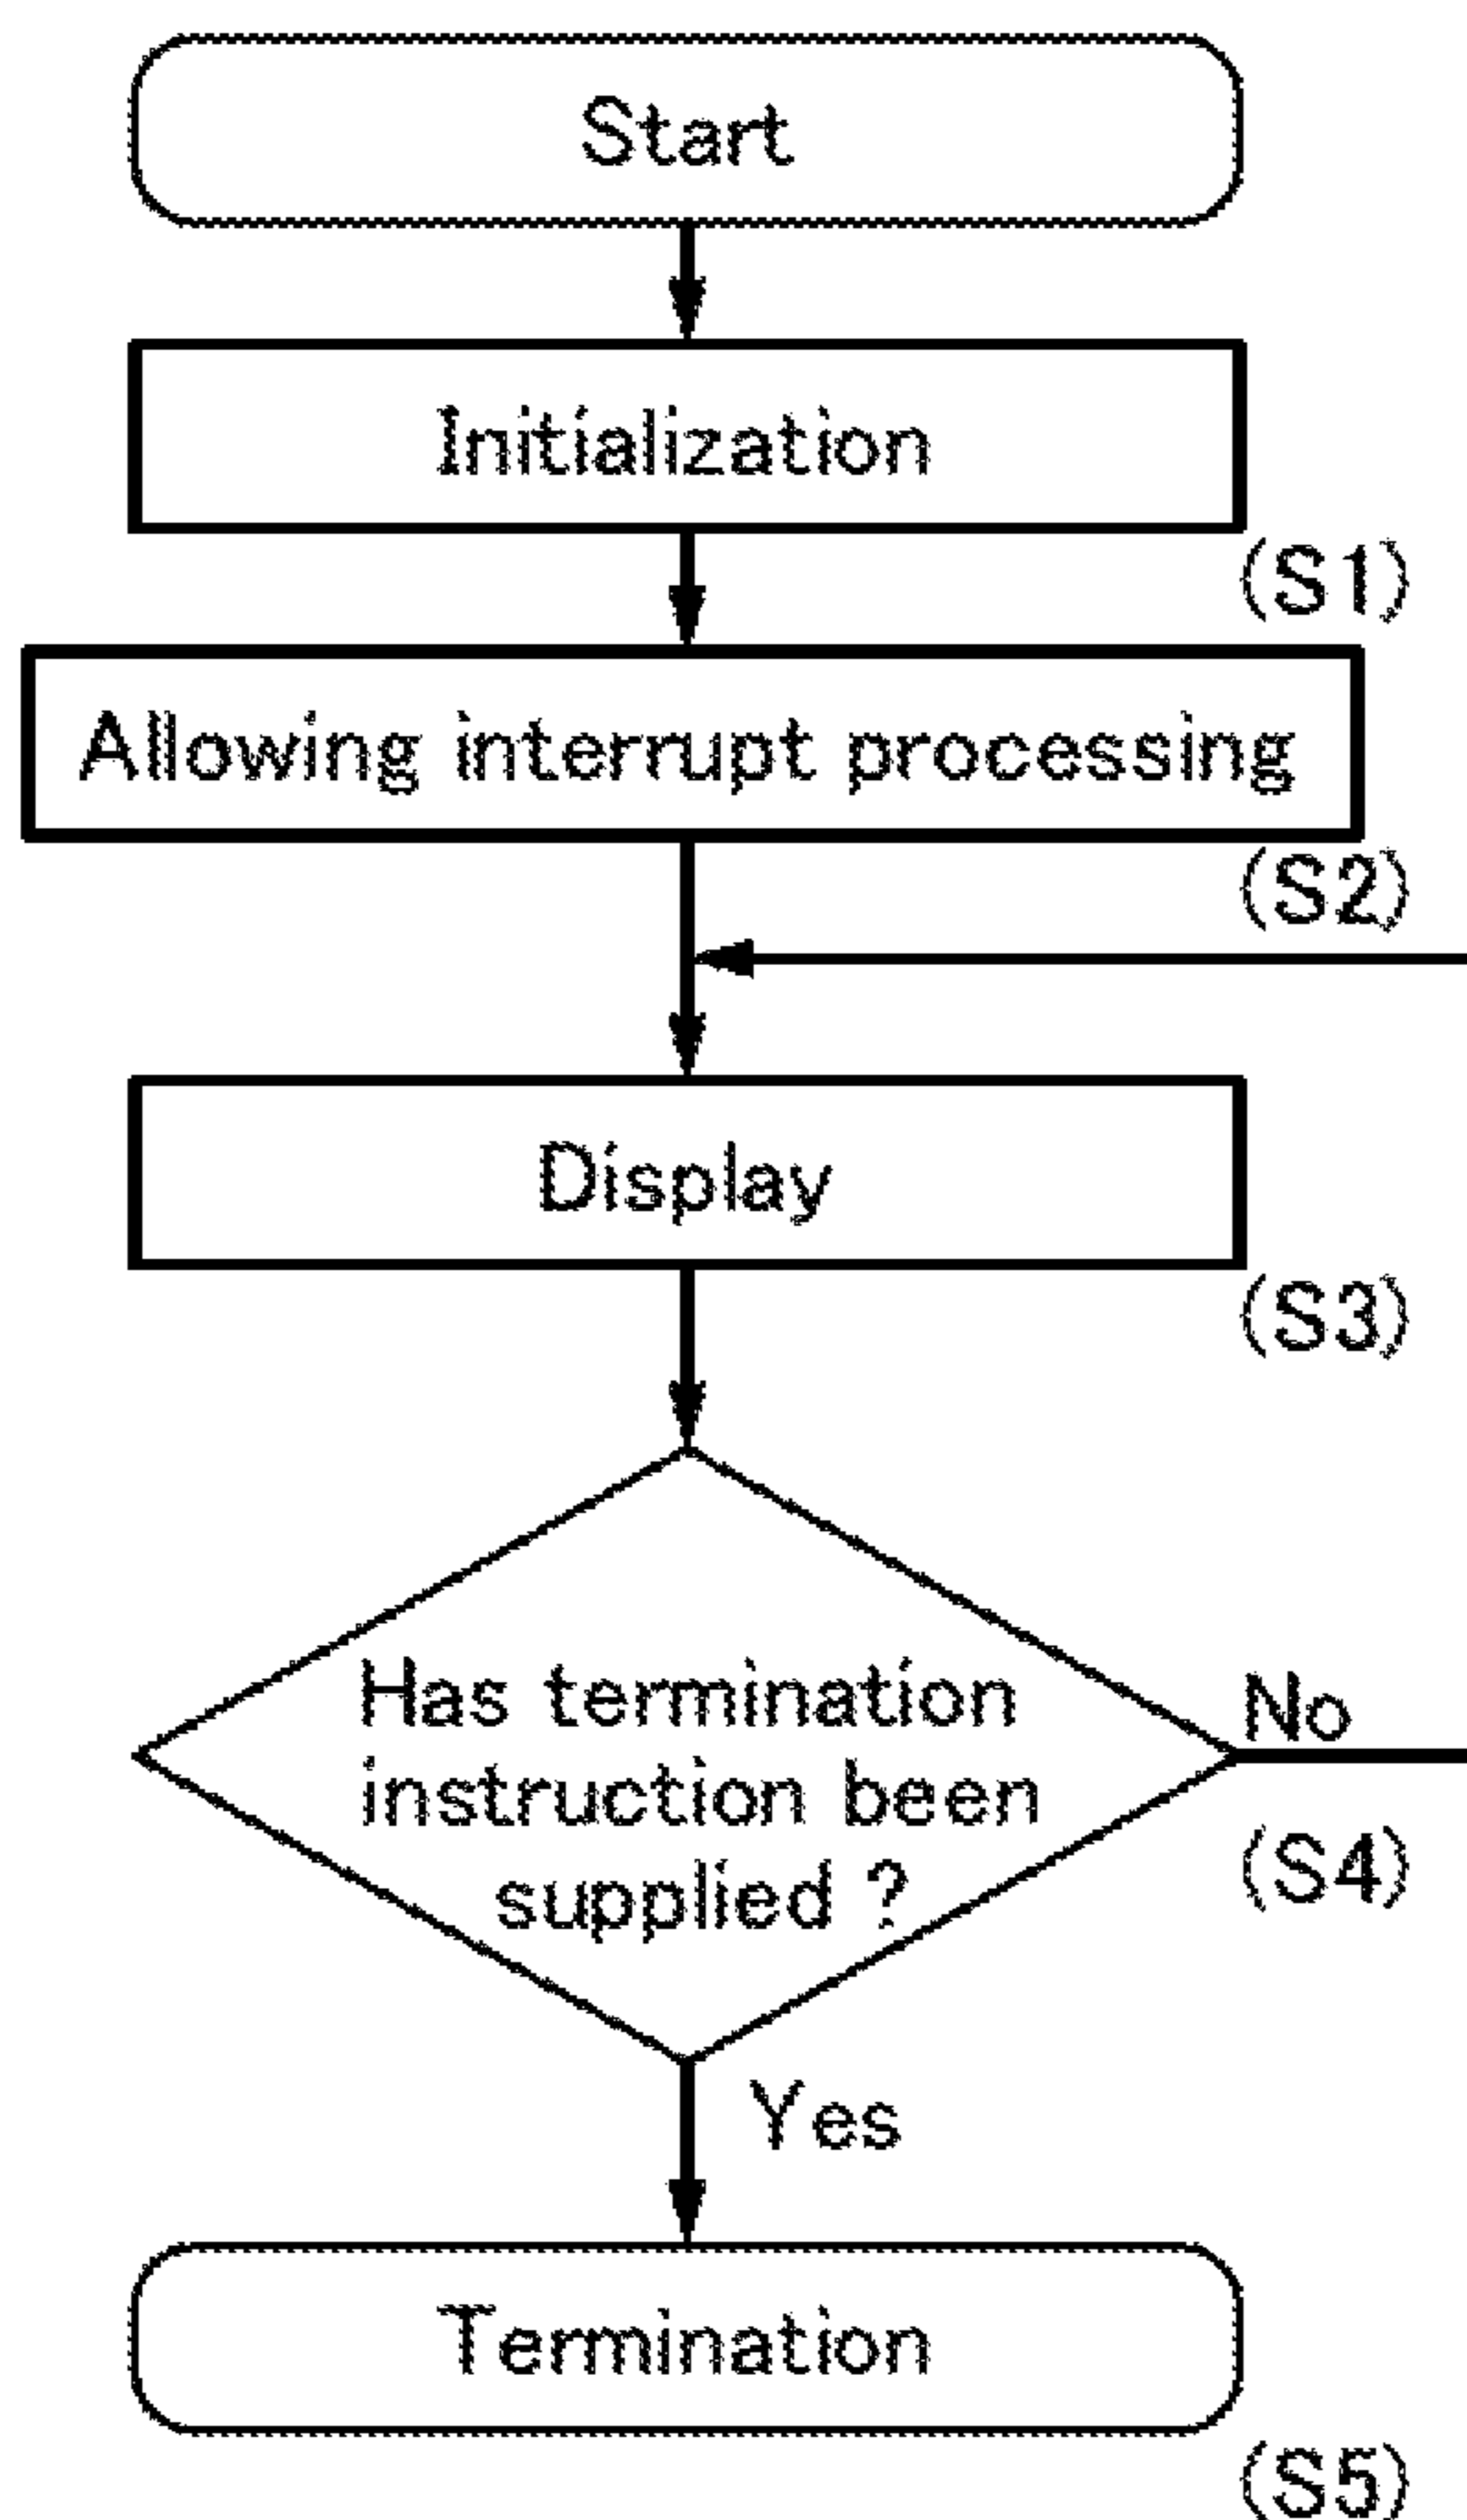 Start
Initialization
(S1)
Allowing interrupt processing
(S2)
Display
(S3)
Has termination
instruction been
supplied ?
No
(S4)
Yes
Termination
(S5)